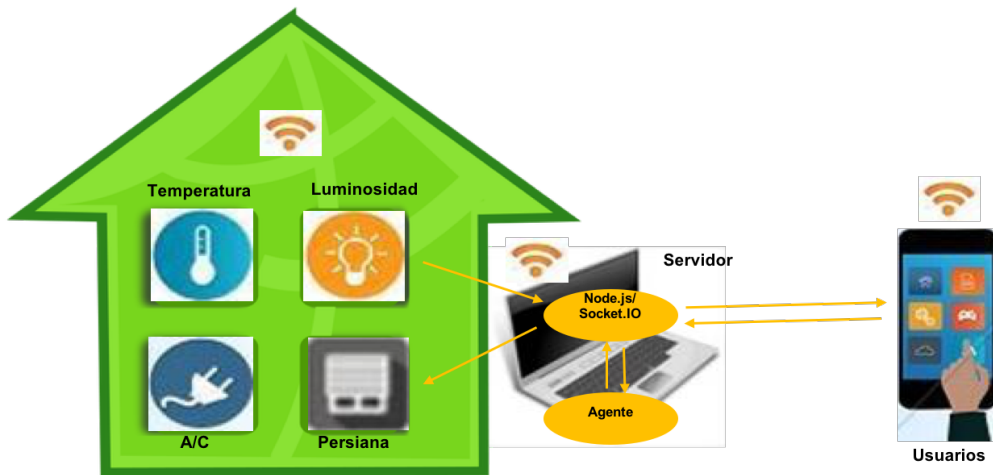 Temperatura
Luminosidad
A/C
Persiana
Servidor
Node.js/
Socket.IO
Agente
Usuarios